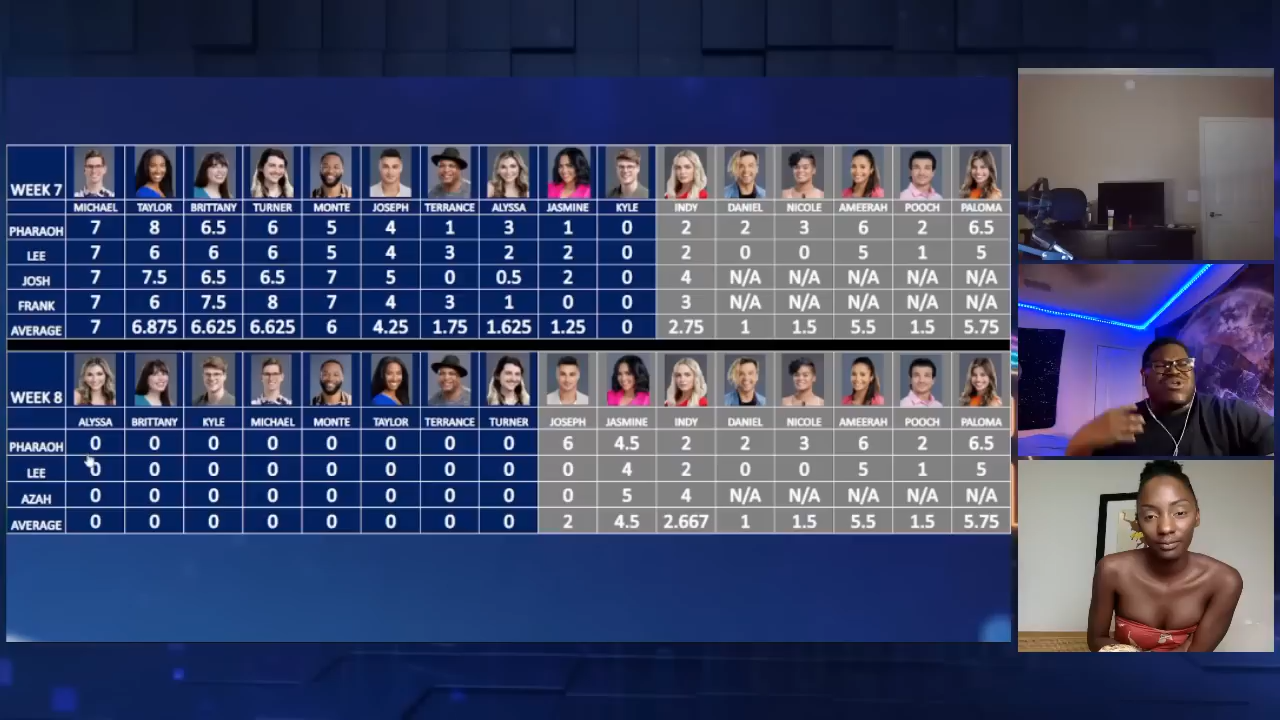 WEEK 7
MICHAEL TAYLOR BRITTANY TURNER MONTE JOSEPH TERRANCE ALYSSA JASMINE KYLE INDY DANIEL NICOLE AMEERAH POOCH PALOMA
PHARAOH 7 8 6.5 6 5 4 1 3 1 0 2 2 3 6 2 6.5
LEE 7 6 6 6 5 4 3 2 2 0 2 0 0 5 1 5
JOSH 7 7.5 6.5 6.5 7 5 0 0.5 2 0 4 N/A N/A N/A N/A N/A
FRANK 7 6 7.5 8 7 4 3 1 0 0 3 N/A N/A N/A N/A N/A
AVERAGE 7 6.875 6.625 6.625 6 4.25 1.75 1.625 1.25 0 2.75 1 1.5 5.5 1.5 5.75
WEEK 8
ALYSSA BRITTANY KYLE MICHAEL MONTE TAYLOR TERRANCE TURNER JOSEPH JASMINE INDY DANIEL NICOLE AMEERAH POOCH PALOMA
PHARAOH 0 0 0 0 0 0 0 0 6 4.5 2 2 3 6 2 6.5
LEE 0 0 0 0 0 0 0 0 0 4 2 0 0 5 1 5
AZAH 0 0 0 0 0 0 0 0 0 5 4 N/A N/A N/A N/A N/A
AVERAGE 0 0 0 0 0 0 0 0 2 4.5 2.667 1 1.5 5.5 1.5 5.75